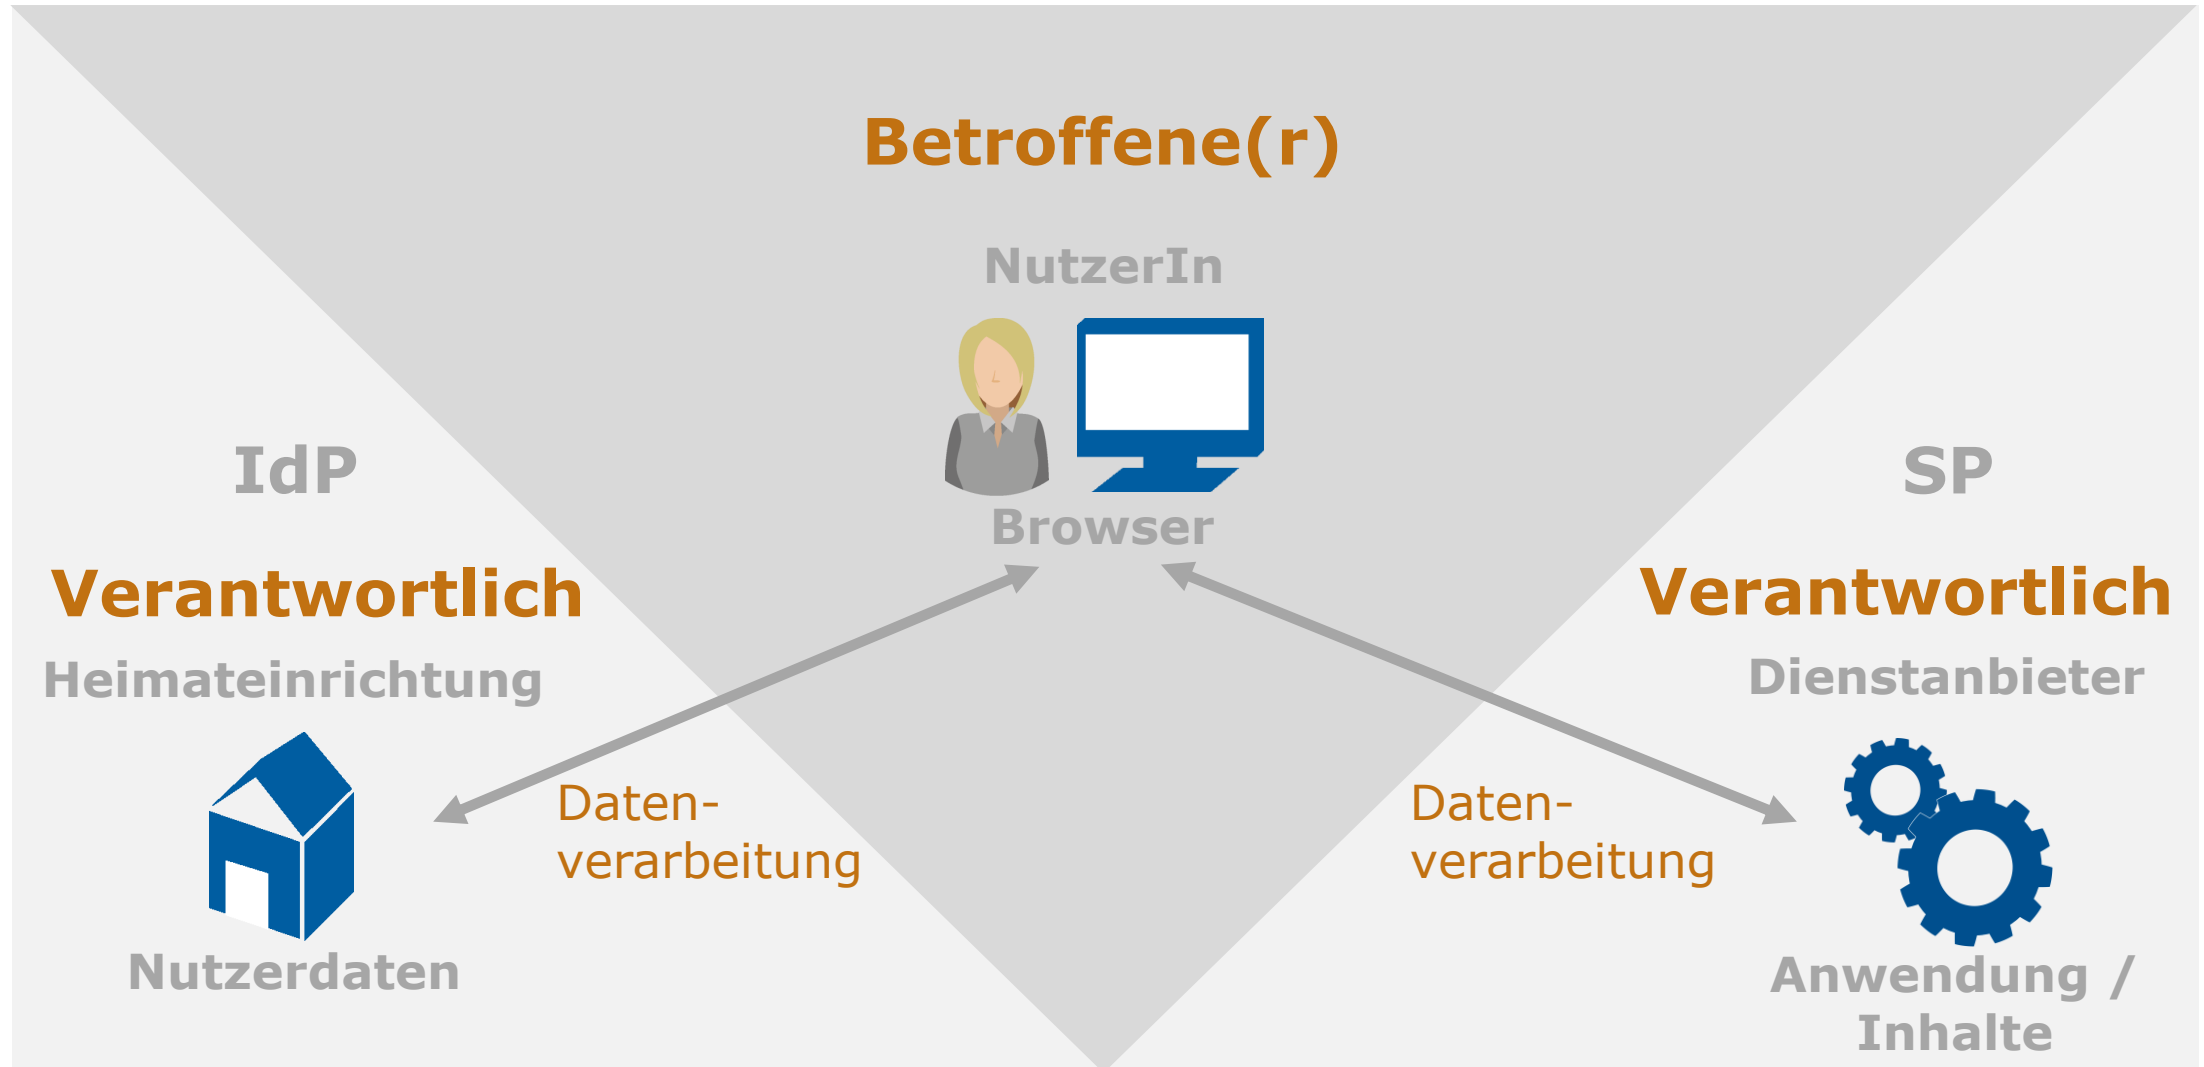 Betroffene(r)
NutzerIn
Browser
IdP
Verantwortlich
Heimateinrichtung
Nutzerdaten
Daten-
verarbeitung
Daten-
verarbeitung
SP
Verantwortlich
Dienstanbieter
Anwendung /
Inhalte